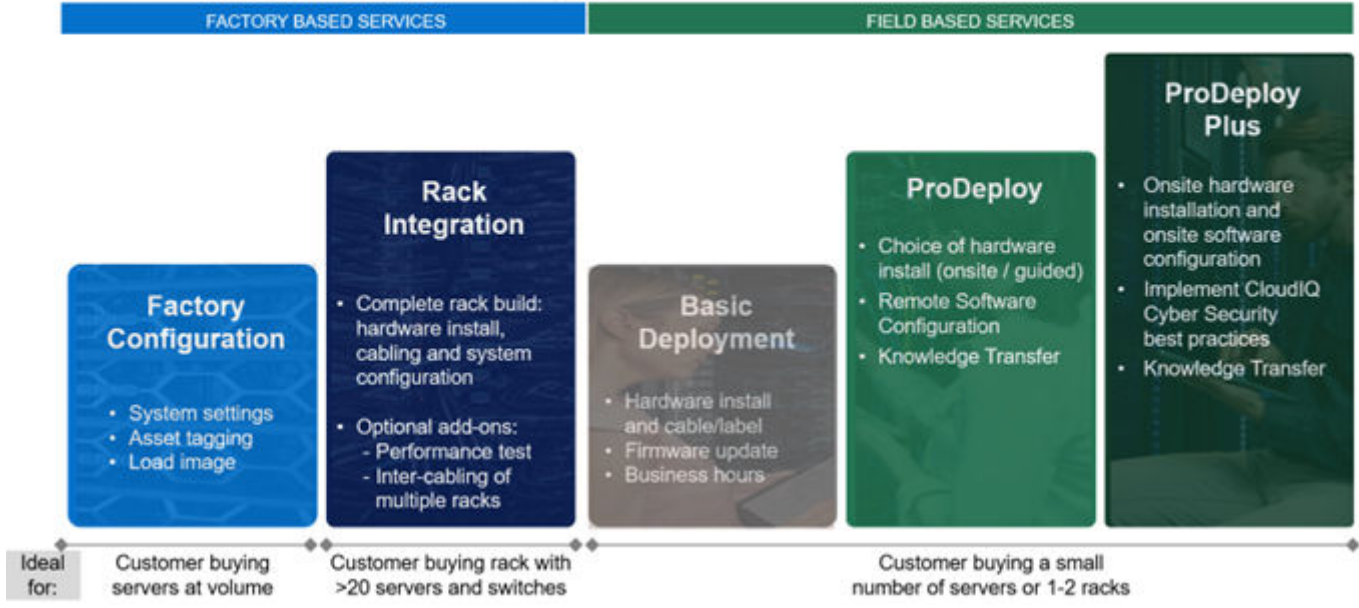 FACTORY BASED SERVICES
FIELD BASED SERVICES
Factory
Configuration
• System settings
• Asset tagging
• Load image
Rack
Integration
• Complete rack build:
hardware install,
cabling and system
configuration
• Optional add-ons:
- Performance test
- Inter-cabling of
multiple racks
Basic
Deployment
• Hardware install
and cable/label
• Firmware update
• Business hours
ProDeploy
• Choice of hardware
install (onsite / guided)
• Remote Software
Configuration
• Knowledge Transfer
ProDeploy
Plus
• Onsite hardware
installation and
onsite software
configuration
• Implement CloudIQ
Cyber Security
best practices
• Knowledge Transfer
Ideal
for:
Customer buying
servers at volume
Customer buying rack with
>20 servers and switches
Customer buying a small
number of servers or 1-2 racks